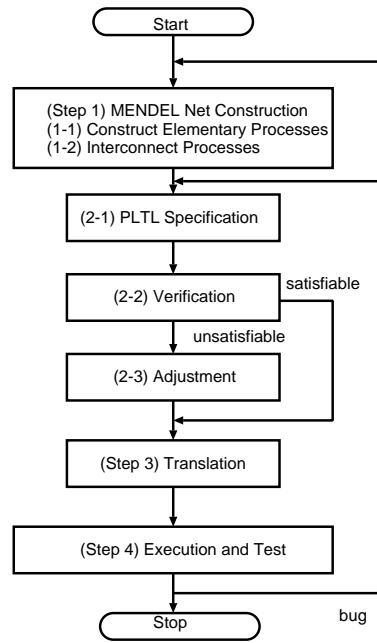 Start
(Step 1) MENDEL Net Construction
(1-1) Construct Elementary Processes
(1-2) Interconnect Processes
(2-1) PLTL Specification
(2-2) Verification
satisfiable
unsatisfiable
(2-3) Adjustment
(Step 3) Translation
(Step 4) Execution and Test
bug
Stop